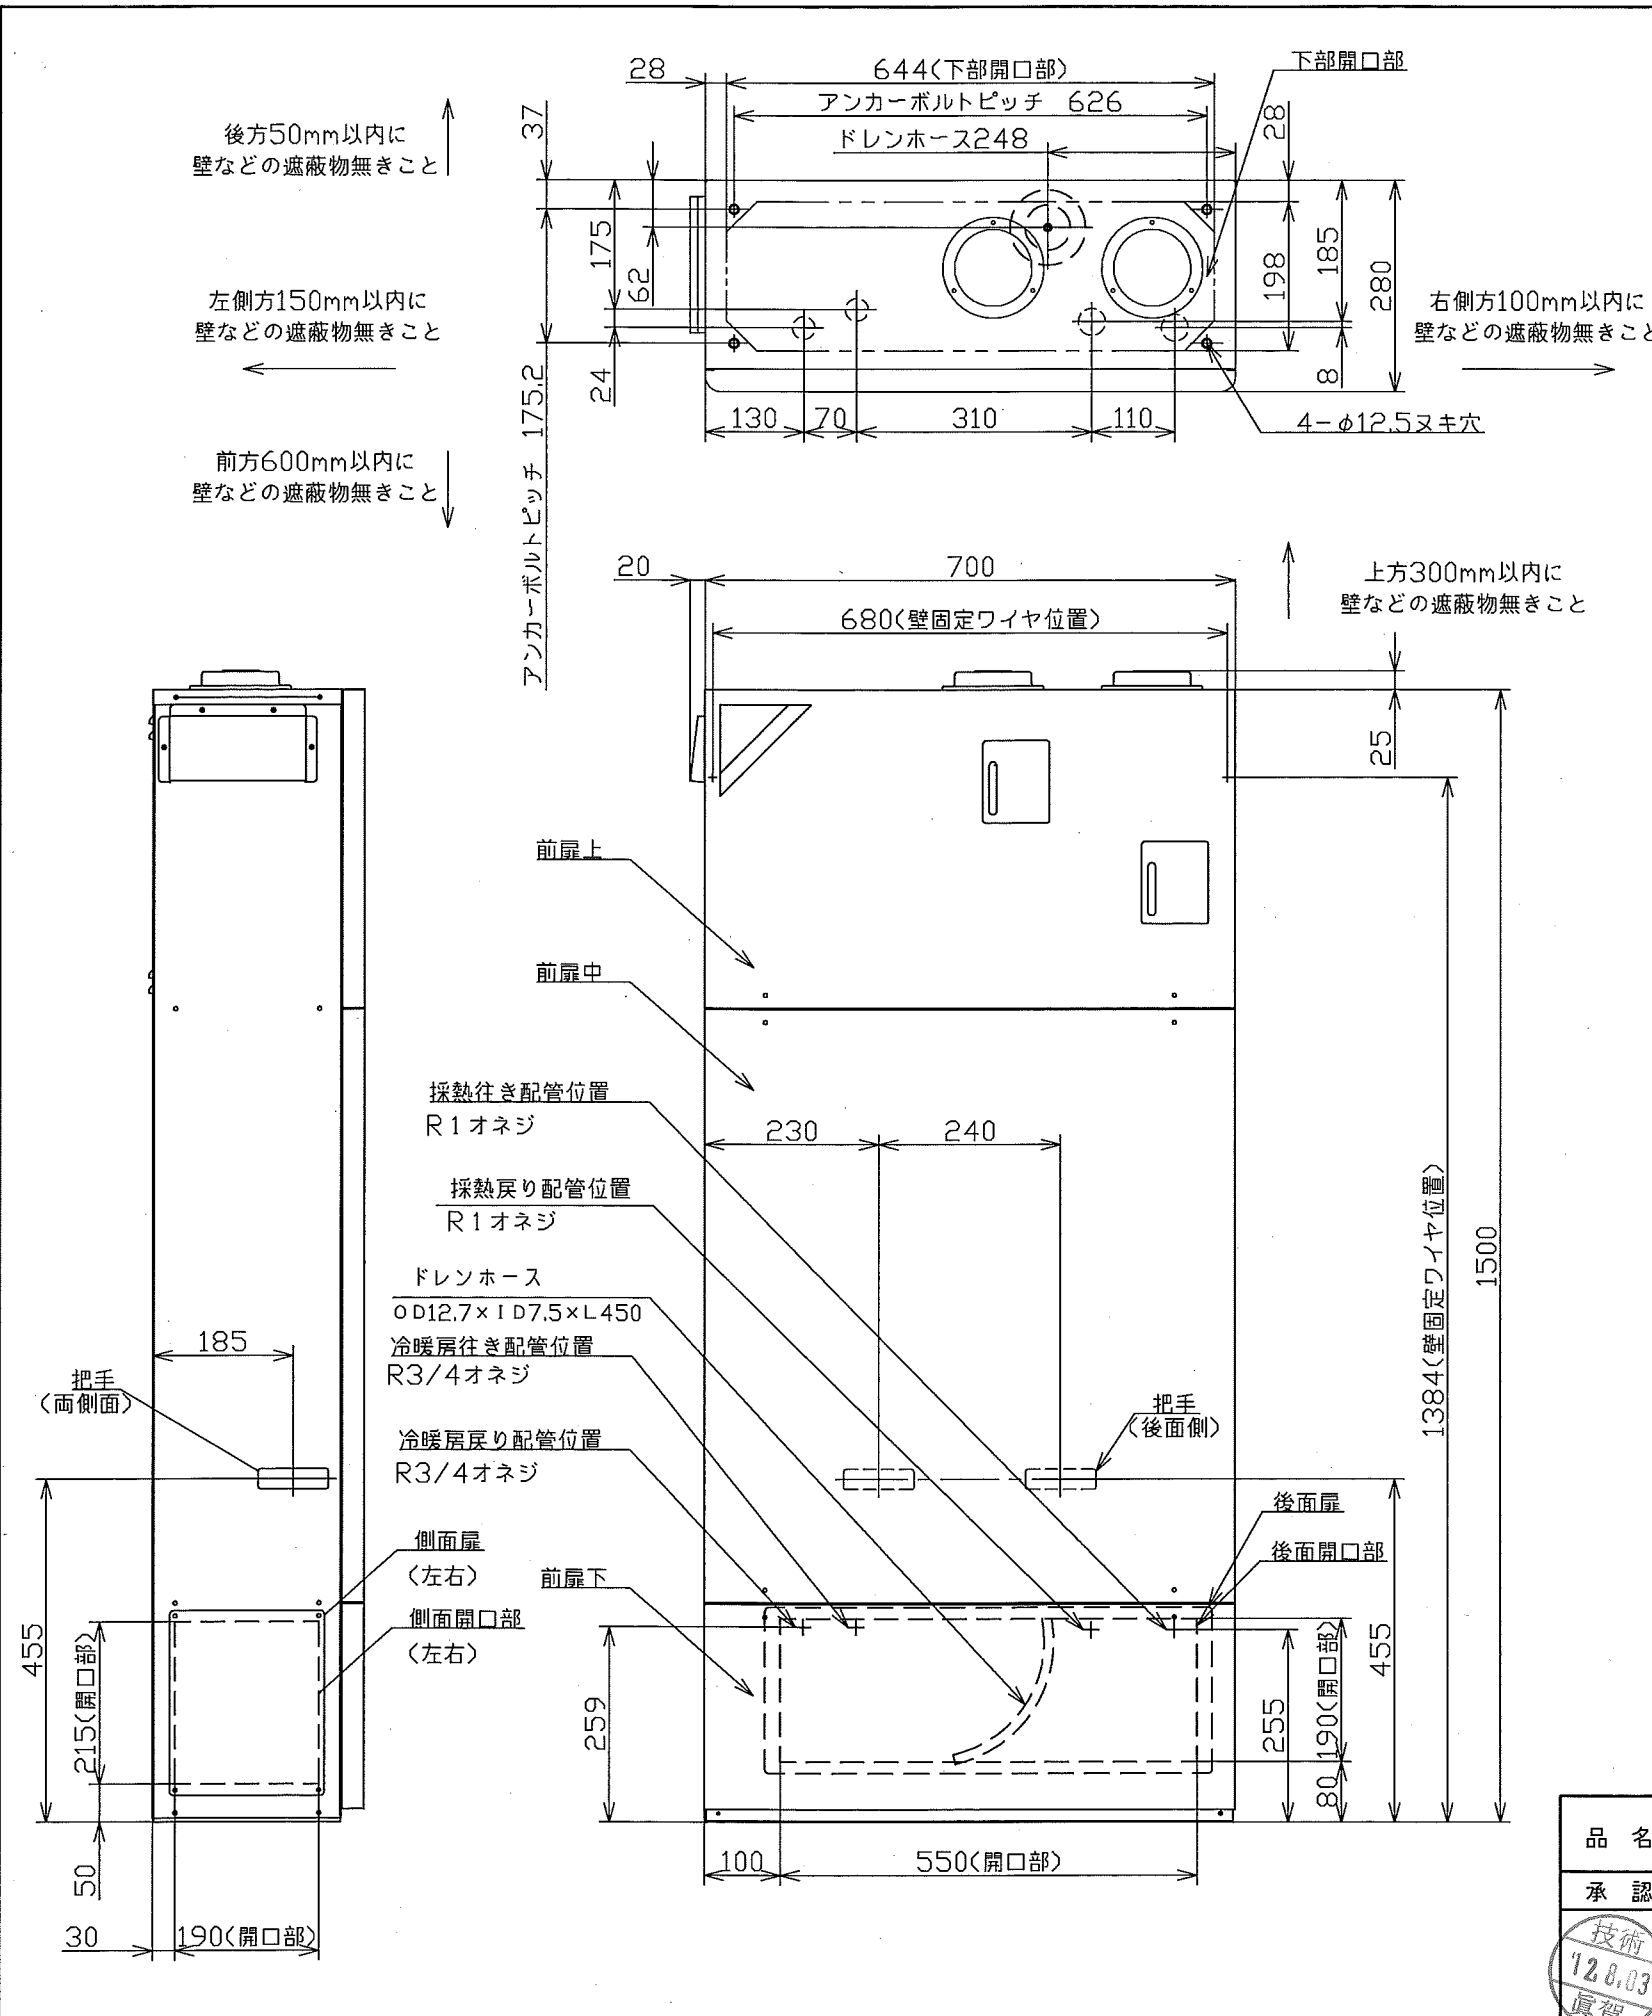 28
644(下部開口部)
下部開口部
アンカーボルトピッチ 626
ドレンホース248
37
28
後方50mm以内に
壁などの遮蔽物無きこと
175
62
198
185
280
左側方150mm以内に
壁などの遮蔽物無きこと
右側方100mm以内に
壁などの遮蔽物無きこと
24
8
130
70
310
110
4-φ12.5ヌキ穴
アンカーボルトピッチ 175.2
前方600mm以内に
壁などの遮蔽物無きこと
20
700
680(壁固定ワイヤ位置)
上方300mm以内に
壁などの遮蔽物無きこと
25
前扉上
前扉中
採熱往き配管位置
R1オネジ
230
240
採熱戻り配管位置
R1オネジ
ドレンホース
OD12.7×ID7.5×L450
冷暖房往き配管位置
R3/4オネジ
冷暖房戻り配管位置
R3/4オネジ
1384(壁固定ワイヤ位置)
1500
185
把手
(両側面)
把手
(後面側)
後面扉
後面開口部
側面扉
(左右)
側面開口部
(左右)
前扉下
455
215(開口部)
50
30
190(開口部)
259
255
190(開口部)
80
455
100
550(開口部)
品 名
承 認
技術
'12.8.03
眞賀